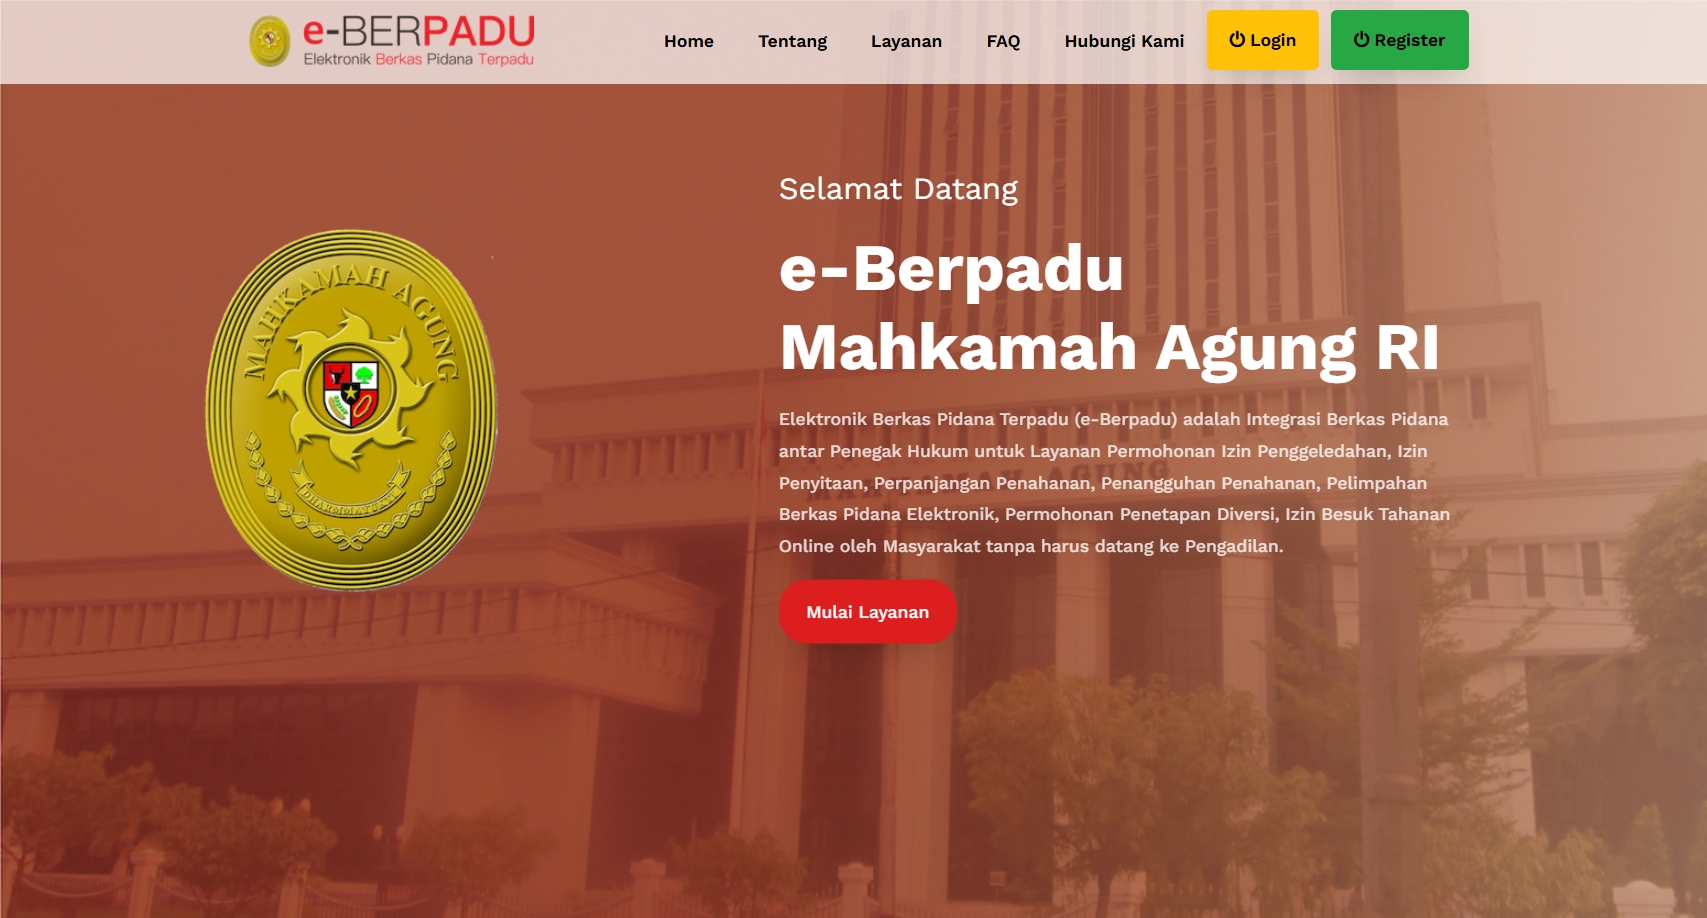 e-BERPADU
Elektronik Berkas Pidana Terpadu
Home
Tentang
Layanan
FAQ
Hubungi Kami
Login
Register
Selamat Datang
e-Berpadu
Mahkamah Agung RI
Elektronik Berkas Pidana Terpadu (e-Berpadu) adalah Integrasi Berkas Pidana
antar Penegak Hukum untuk Layanan Permohonan Izin Penggeledahan, Izin
Penyitaan, Perpanjangan Penahanan, Penangguhan Penahanan, Pelimpahan
Berkas Pidana Elektronik, Permohonan Penetapan Diversi, Izin Besuk Tahanan
Online oleh Masyarakat tanpa harus datang ke Pengadilan.
Mulai Layanan
MAHKAMAH AGUNG
DHARMMAYUKTI
MAHKAMAH AGUNG